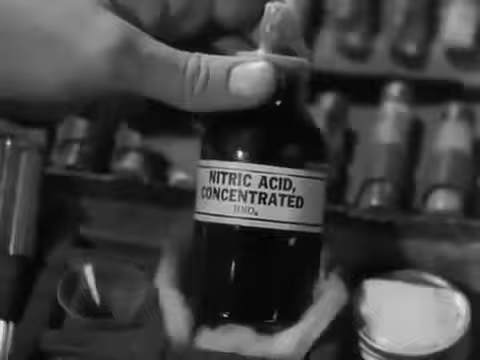 NITRIC ACID,
CONCENTRATED
HNO₃